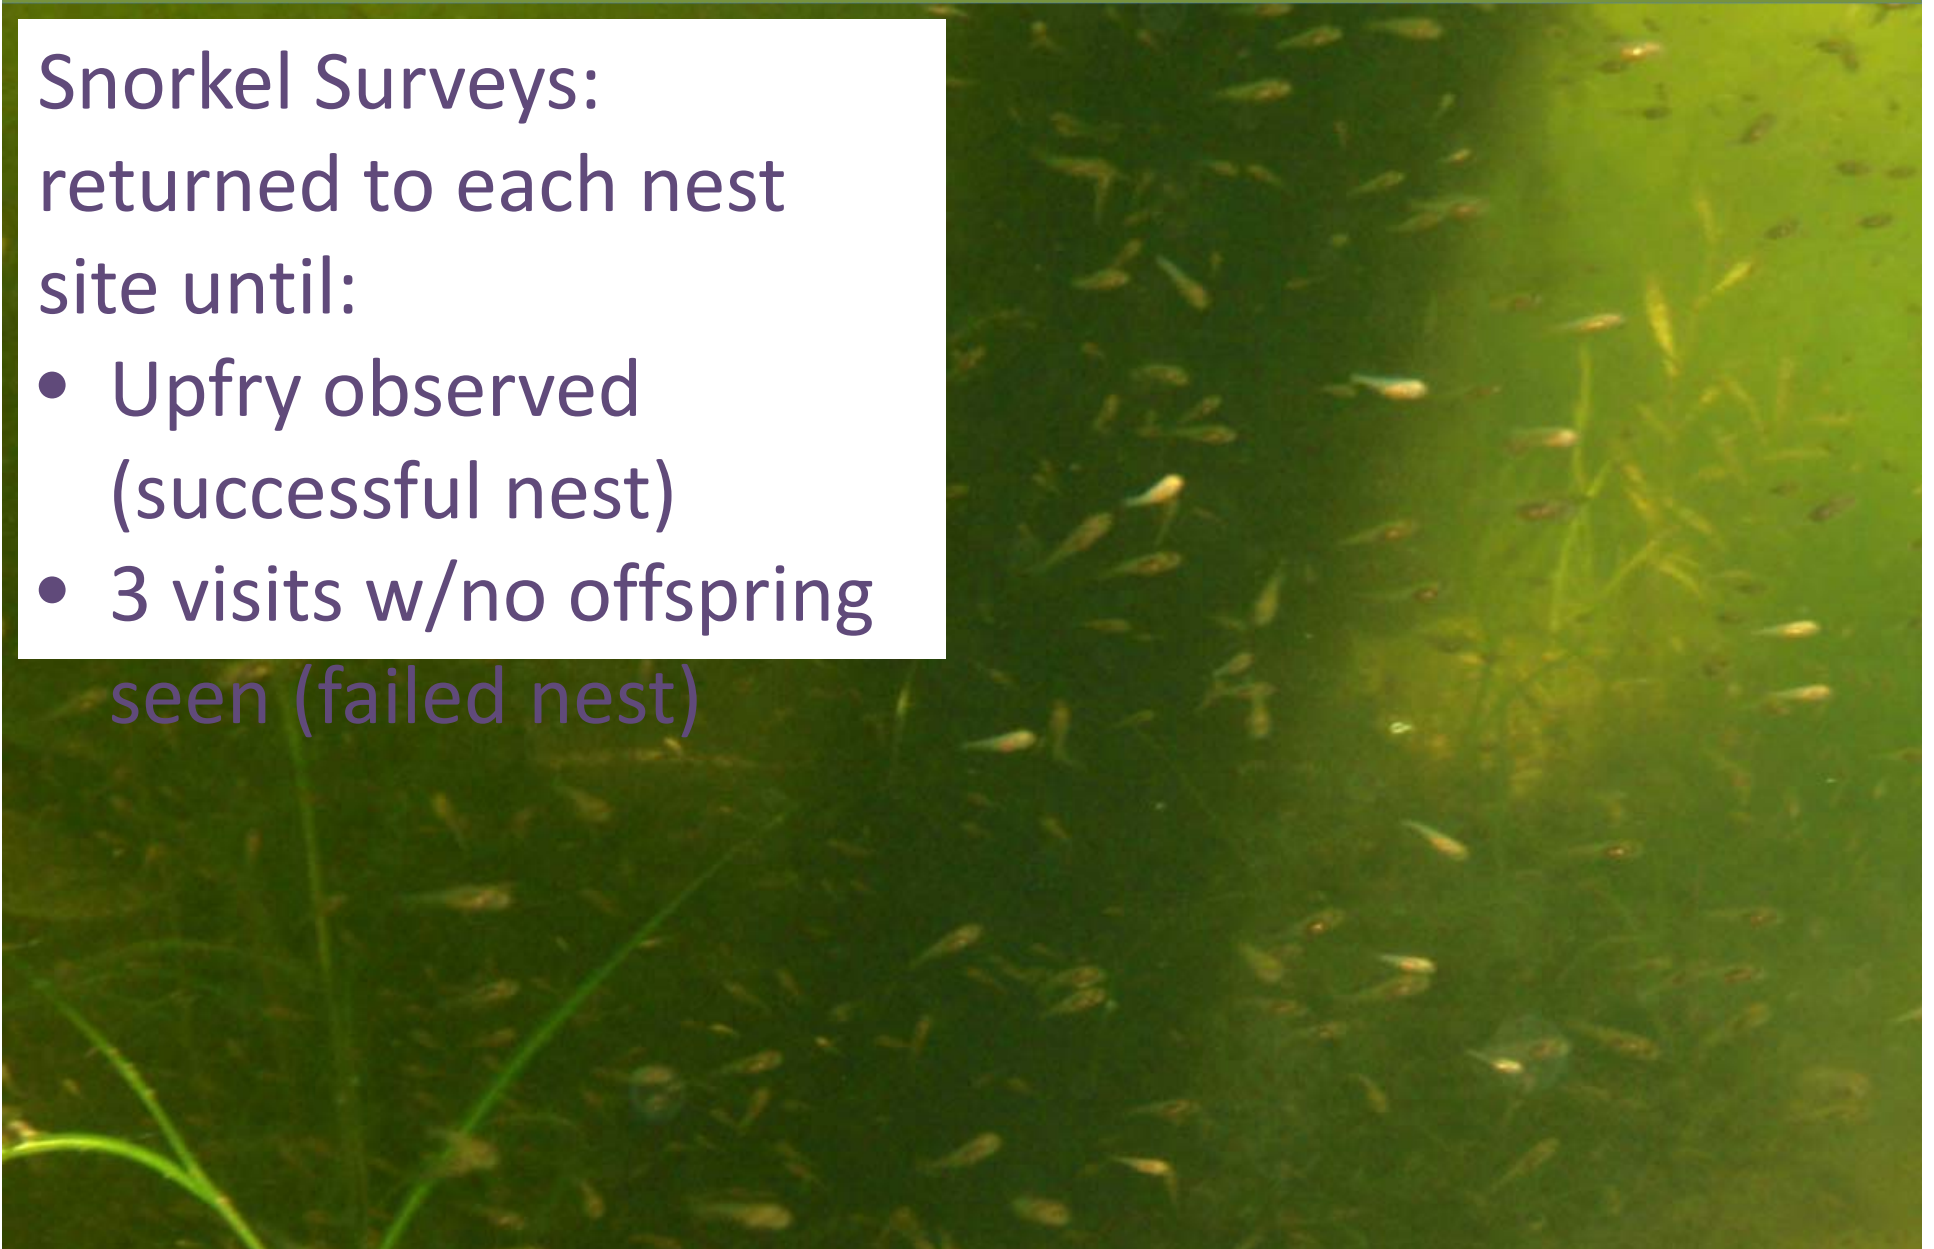 Snorkel Surveys:
returned to each nest
site until:
• Upfry observed
(successful nest)
• 3 visits w/no offspring
seen (failed nest)